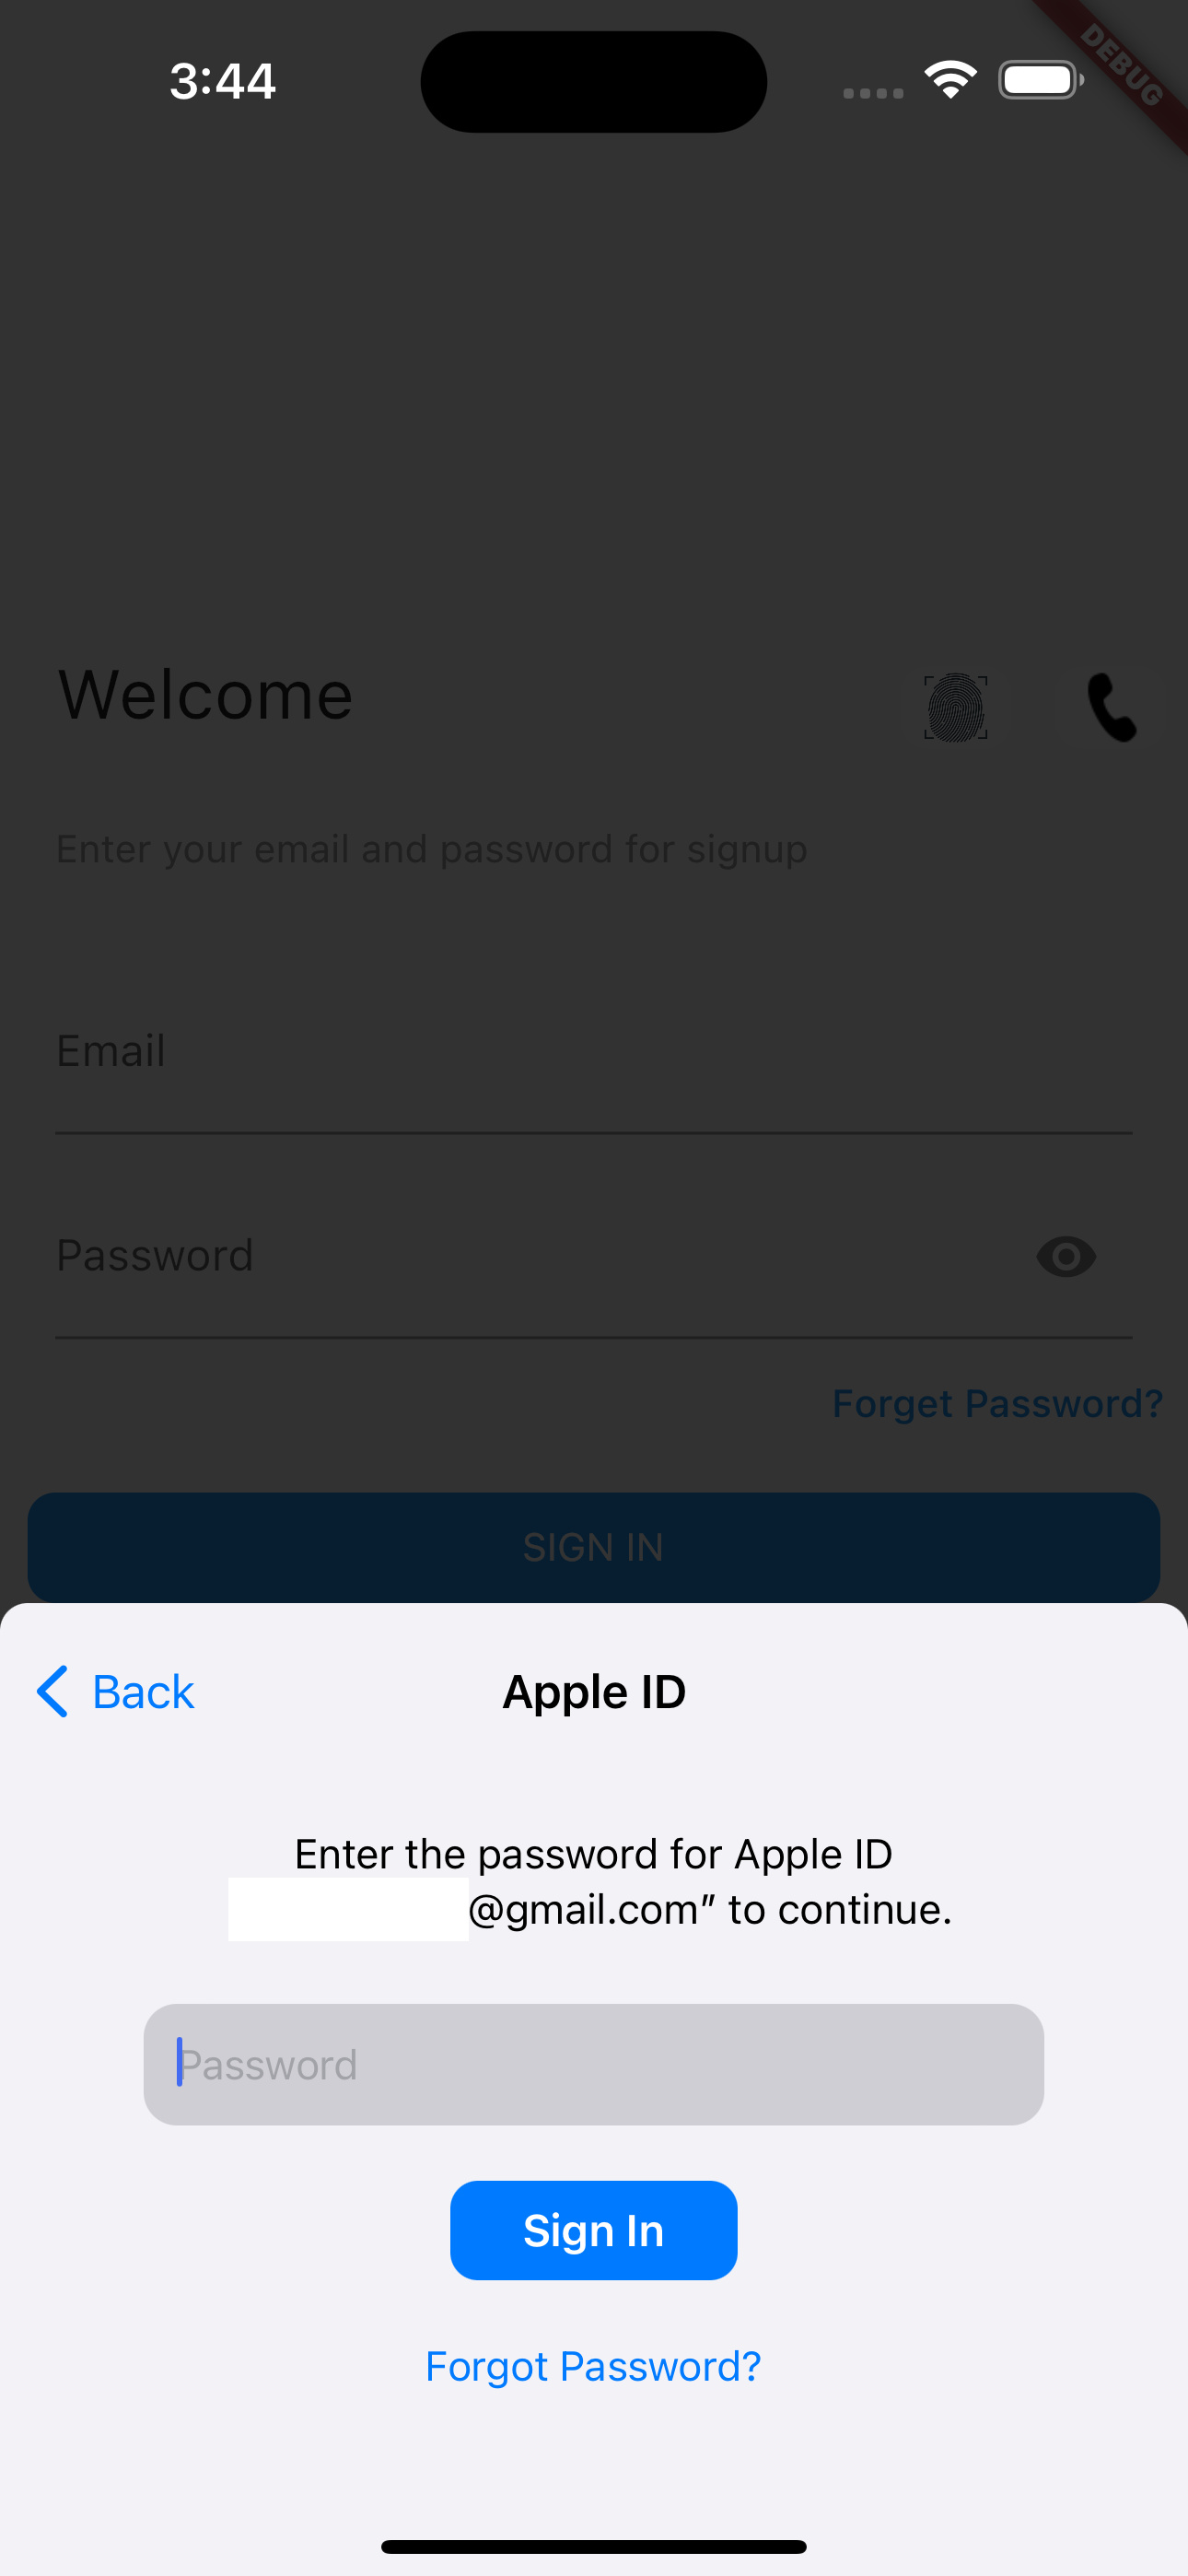 3:44
DEBUG
Welcome
Enter your email and password for signup
Email
Password
Forget Password?
SIGN IN
Back
Apple ID
Enter the password for Apple ID
@gmail.com” to continue.
Password
Sign In
Forgot Password?